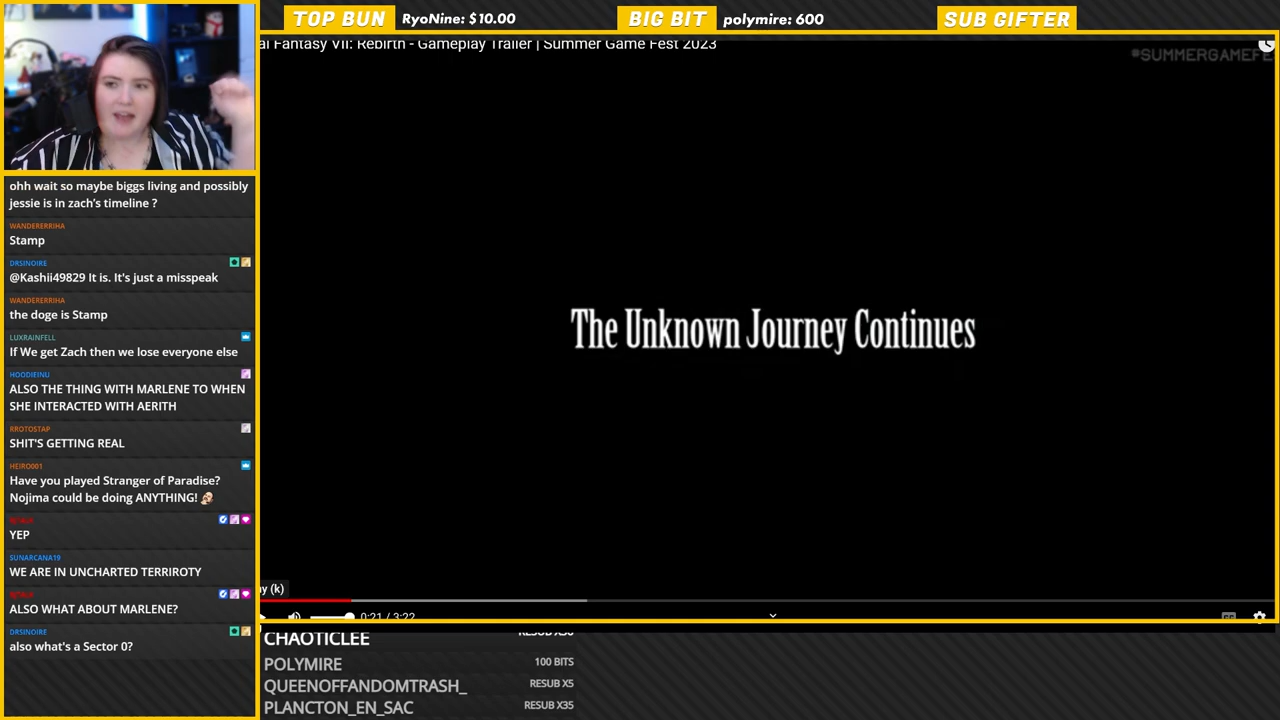 TOP BUN RyoNine: $10.00 BIG BIT polymire: 600 SUB GIFTER
al Fantasy VII: Rebirth - Gameplay Trailer | Summer Game Fest 2023
#SUMMERGAMEFE
ohh wait so maybe biggs living and possibly
jessie is in zach's timeline ?
WANDERERRIHA
Stamp
DRSINOIRE
@Kashii49829 It is. It's just a misspeak
WANDERERRIHA
the doge is Stamp
LUXRAINFELL
If We get Zach then we lose everyone else
HOODIEINU
ALSO THE THING WITH MARLENE TO WHEN
SHE INTERACTED WITH AERITH
RROTOSTAP
SHIT'S GETTING REAL
HEIRO001
Have you played Stranger of Paradise?
Nojima could be doing ANYTHING!
YEP
SUNARCANA19
WE ARE IN UNCHARTED TERRIROTY
ALSO WHAT ABOUT MARLENE?
DRSINOIRE
also what's a Sector 0?
The Unknown Journey Continues
ay (k)
0:21 / 3:22
CHAOTICLEE RESUB X30
POLYMIRE 100 BITS
QUEENOFFANDOMTRASH_ RESUB X5
PLANCTON_EN_SAC RESUB X35